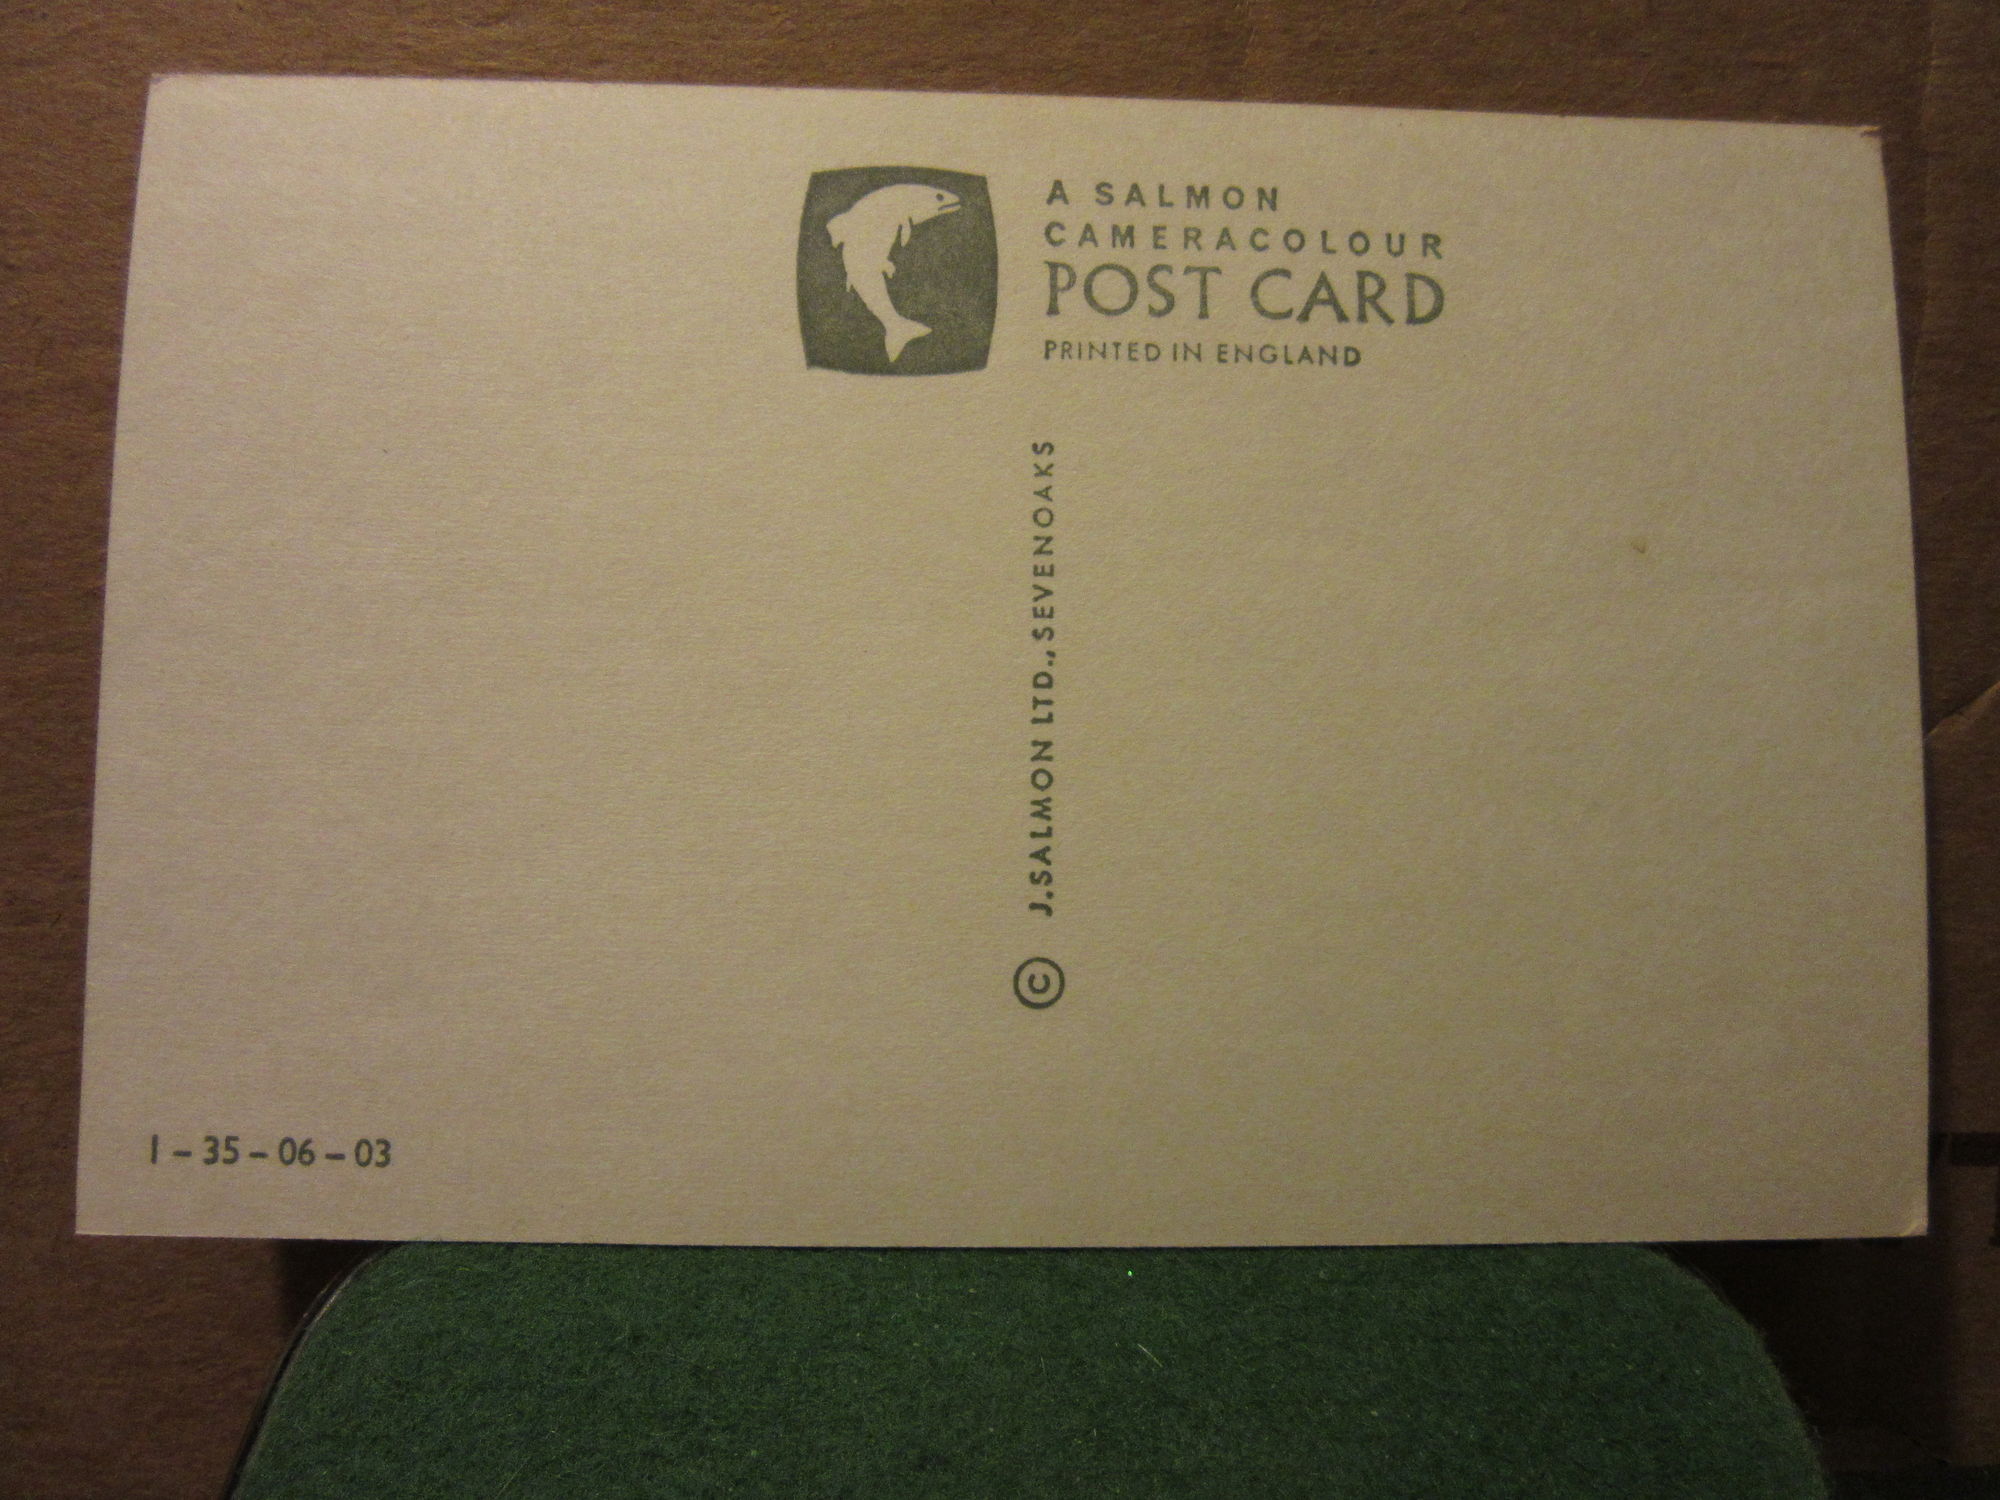 A SALMON
CAMERACOLOUR
POST CARD
PRINTED IN ENGLAND
© J. SALMON LTD., SEVENOAKS
1 – 35 – 06 – 03